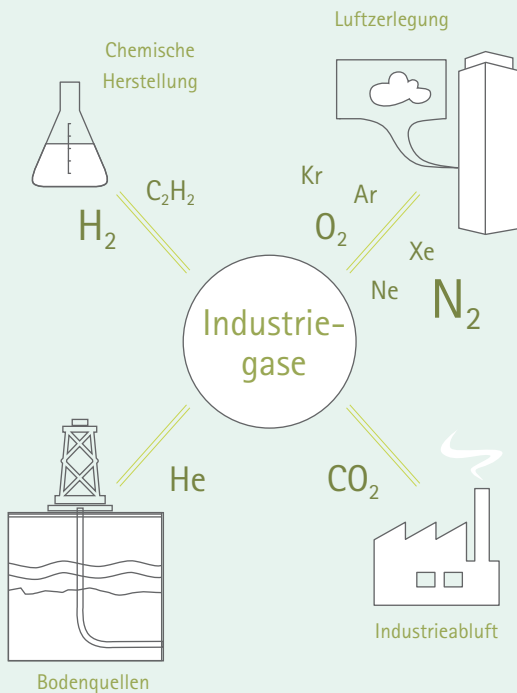 Chemische
Herstellung
C₂H₂
H₂
Luftzerlegung
Kr
Ar
O₂
Xe
Ne
N₂
Industrie-
gase
He
CO₂
Bodenquellen
Industrieabluft